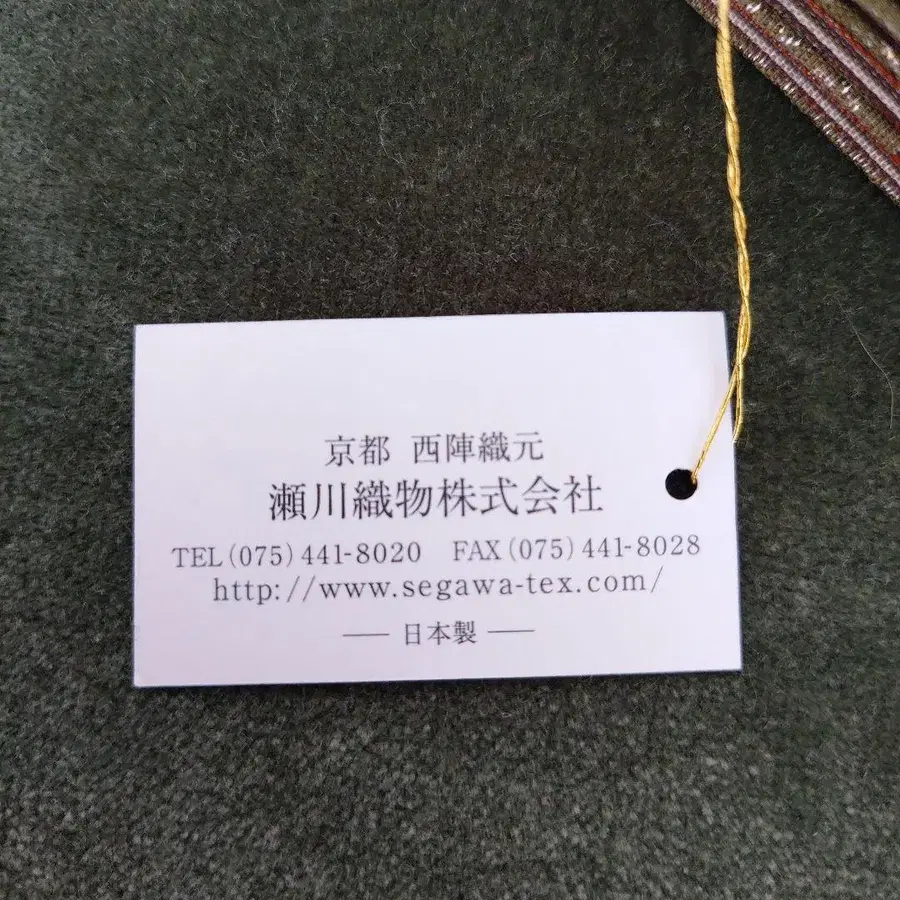 京都 西陣織元
瀬川織物株式会社
TEL(075)441-8020 FAX(075)441-8028
http://www.segawa-tex.com/
― 日本製 ―